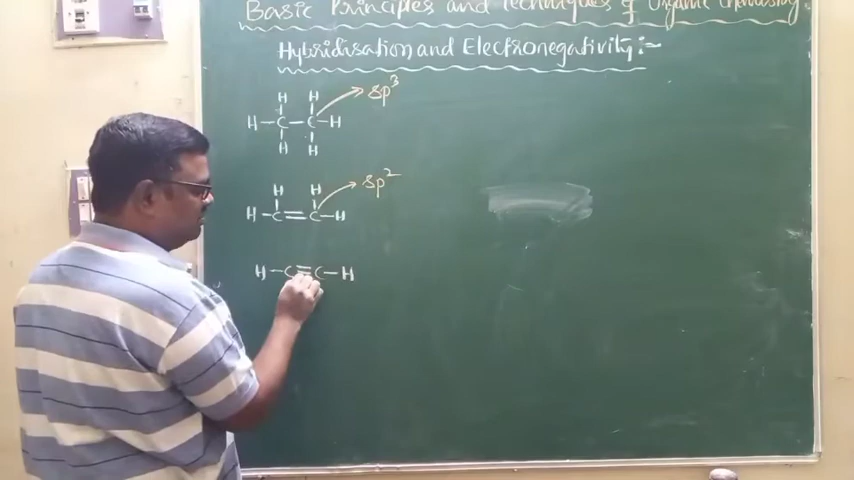 Basic Principles and Techniques of Organic Chemistry
Hybridisation and Electronegativity :-
H H sp³
H-C-C-H
H H
H H sp²
H-C=C-H
H-C≡C-H